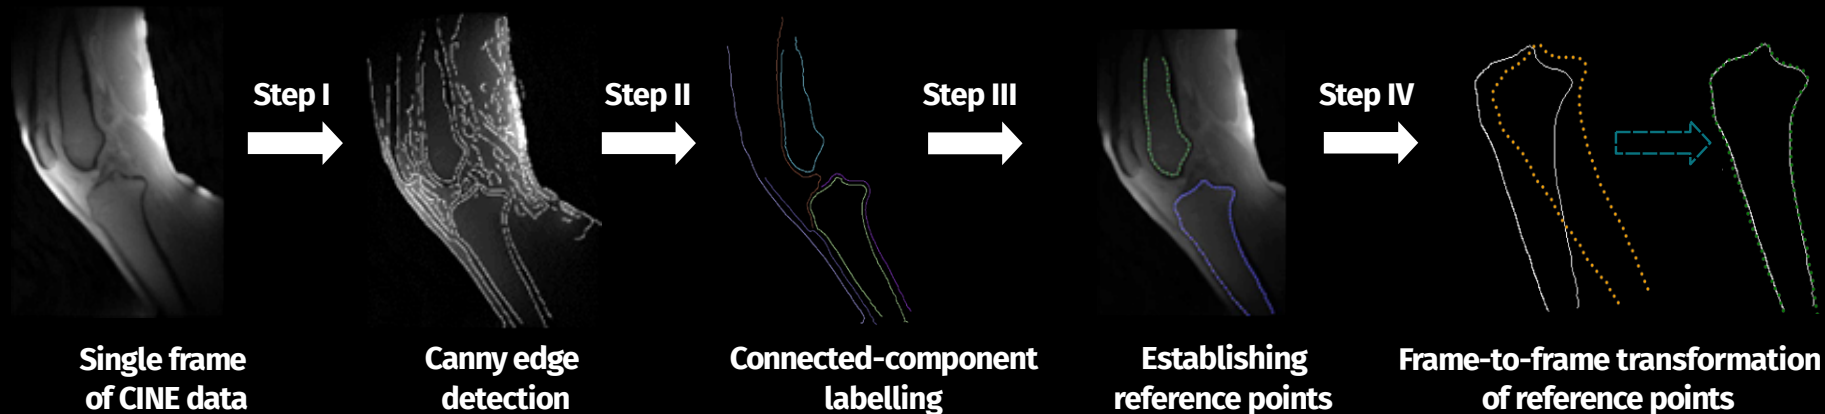 Step I
Step II
Step III
Step IV
Single frame
of CINE data
Canny edge
detection
Connected-component
labelling
Establishing
reference points
Frame-to-frame transformation
of reference points